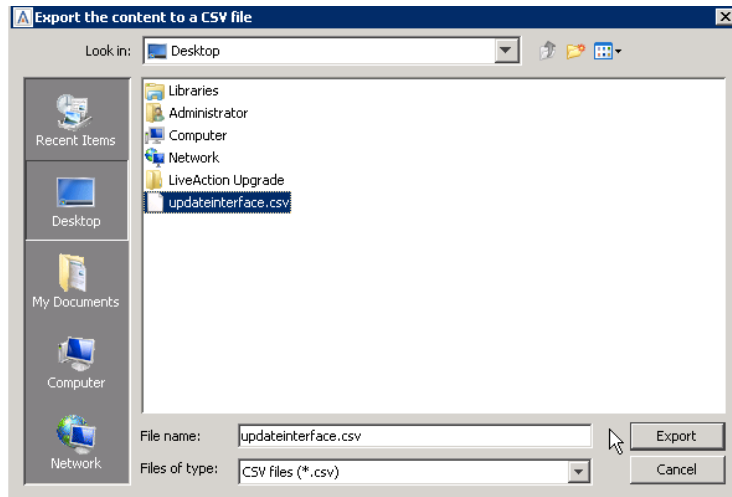 Export the content to a CSV file
Look in: Desktop
Recent Items
Desktop
My Documents
Computer
Network
Libraries
Administrator
Computer
Network
LiveAction Upgrade
updateinterface.csv
File name: updateinterface.csv Export
Files of type: CSV files (*.csv) Cancel